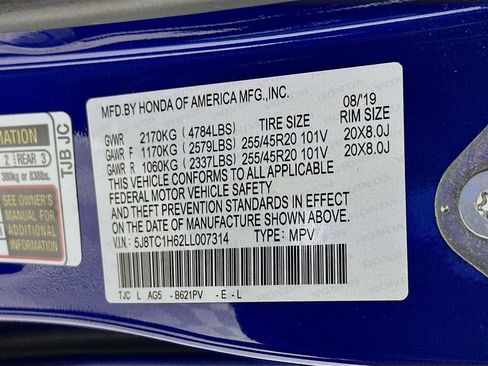 MFD.BY HONDA OF AMERICA MFG.,INC.
08/'19
GVWR 2170KG (4784LBS) TIRE SIZE RIM SIZE
GAWR F 1170KG (2579LBS) 255/45R20 101V 20X8.0J
GAWR R 1060KG (2337LBS) 255/45R20 101V 20X8.0J
THIS VEHICLE CONFORMS TO ALL APPLICABLE
FEDERAL MOTOR VEHICLE SAFETY
AND THEFT PREVENTION STANDARDS IN EFFECT
ON THE DATE OF MANUFACTURE SHOWN ABOVE.
V.I.N: 5J8TC1H62LL007314 TYPE: MPV
TJC L AG5 - B621PV - E - L
MATION
2 REAR 3
380kg or 838lbs.
SEE OWNER'S
MANUAL FOR
ADDITIONAL
INFORMATION
TJB JC